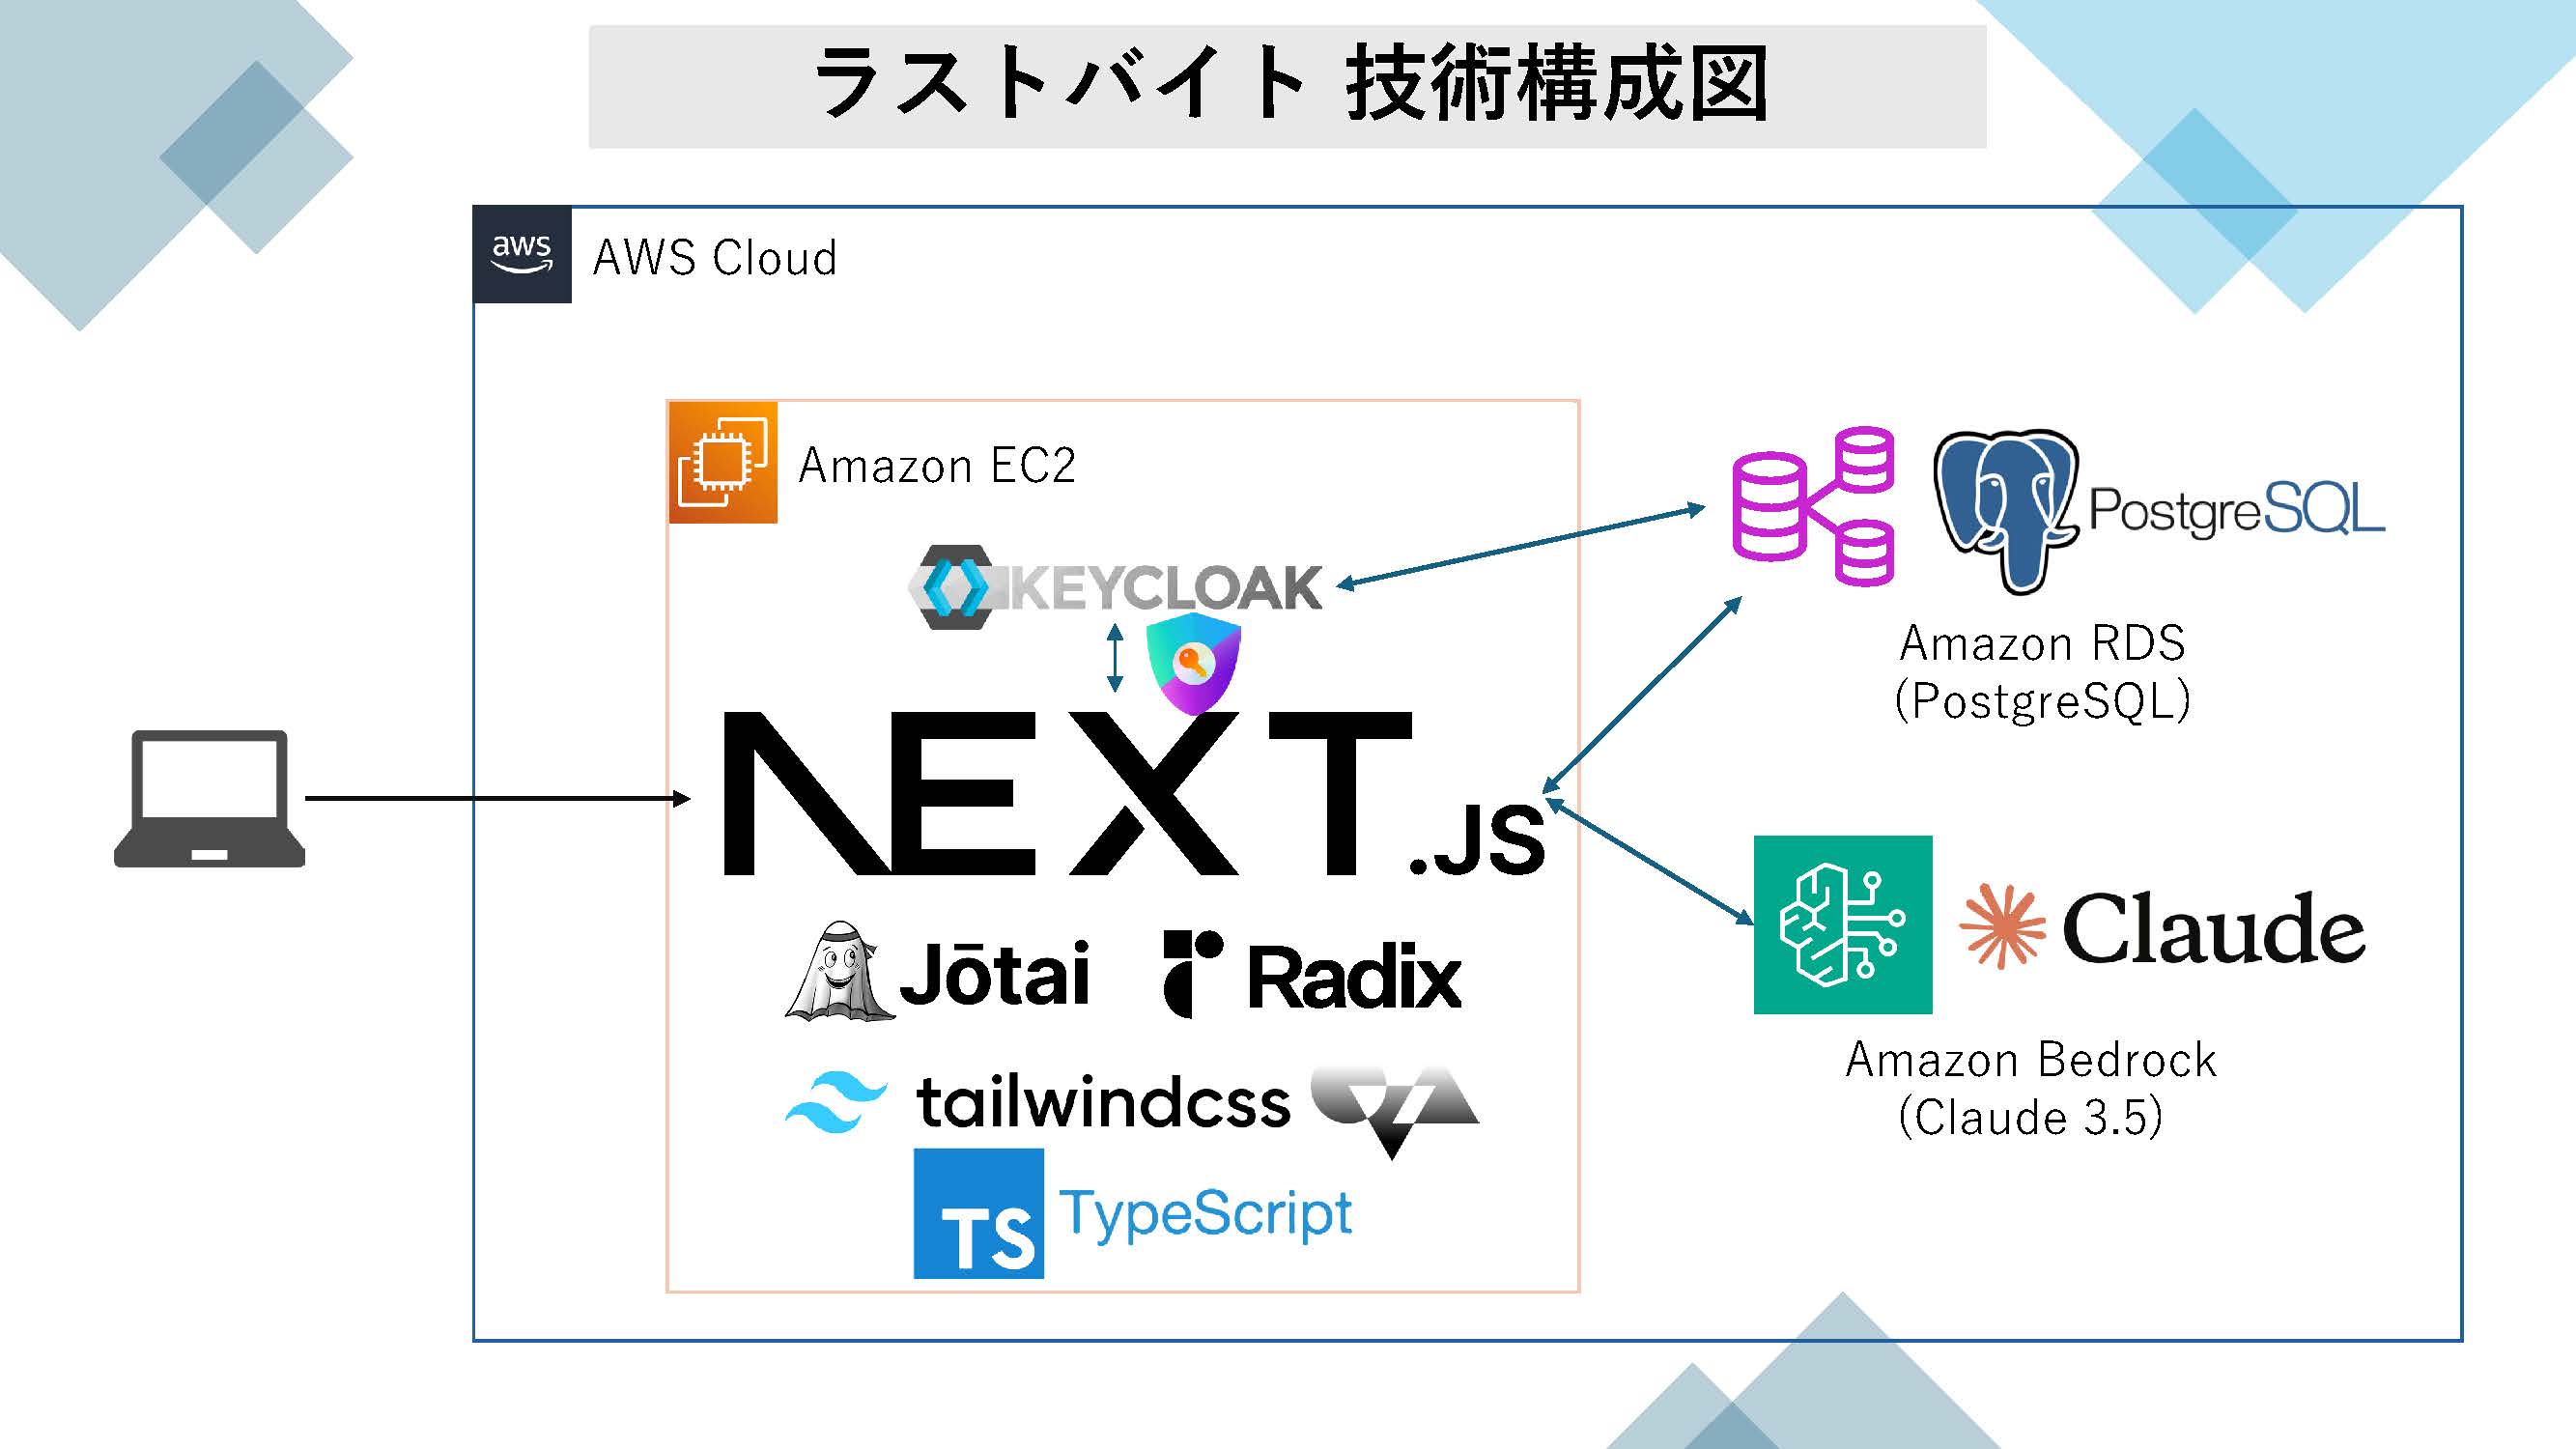 ラストバイト 技術構成図
aws
AWS Cloud
Amazon EC2
KEYCLOAK
PostgreSQL
Amazon RDS
(PostgreSQL)
NEXT.JS
Jōtai
Radix
Claude
tailwindcss
Amazon Bedrock
(Claude 3.5)
TS TypeScript